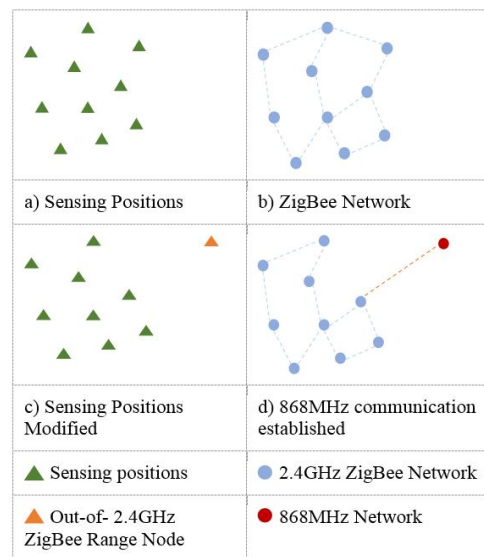 a) Sensing Positions
b) ZigBee Network
c) Sensing Positions
Modified
d) 868MHz communication
established
Sensing positions
2.4GHz ZigBee Network
Out-of- 2.4GHz
ZigBee Range Node
868MHz Network